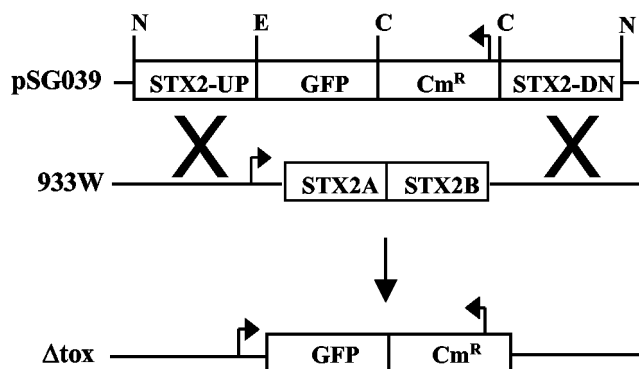 N E C C N
pSG039 STX2-UP GFP Cm^R STX2-DN
933W STX2A STX2B
Δtox GFP Cm^R